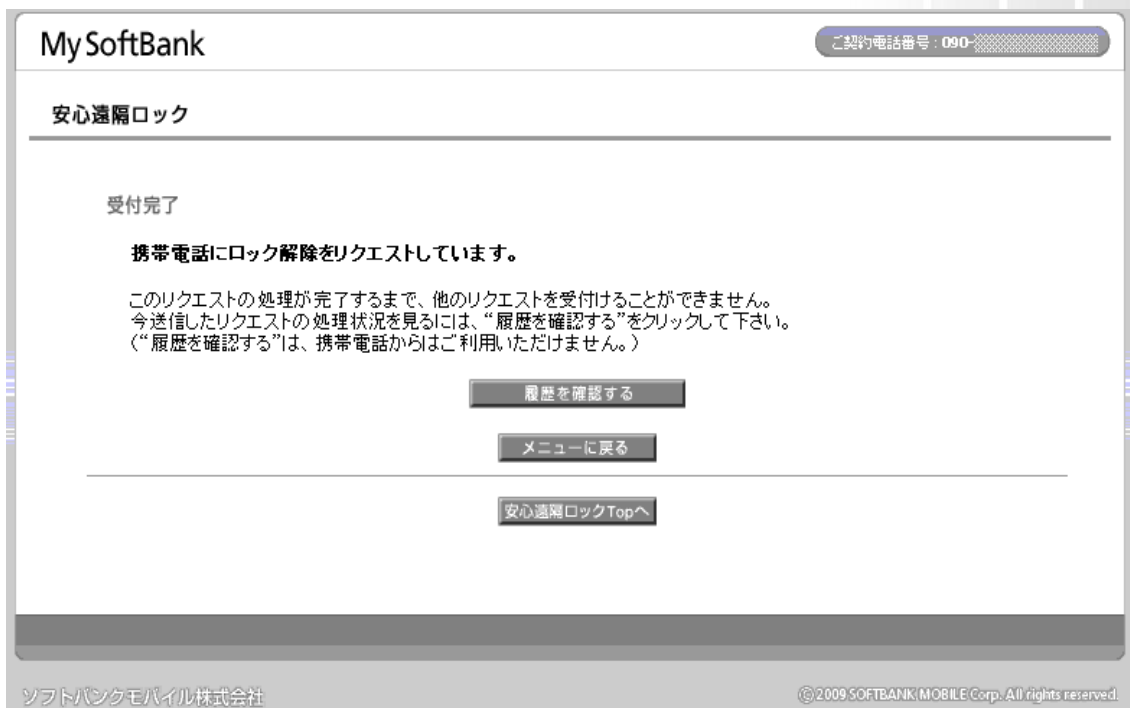 My SoftBank
ご契約電話番号 : 090-
安心遠隔ロック
受付完了
携帯電話にロック解除をリクエストしています。
このリクエストの処理が完了するまで、他のリクエストを受付けることができません。
今送信したリクエストの処理状況を見るには、“履歴を確認する”をクリックして下さい。
(“履歴を確認する”は、携帯電話からはご利用いただけません。)
履歴を確認する
メニューに戻る
安心遠隔ロックTopへ
ソフトバンクモバイル株式会社
©2009 SOFTBANK MOBILE Corp. All rights reserved.